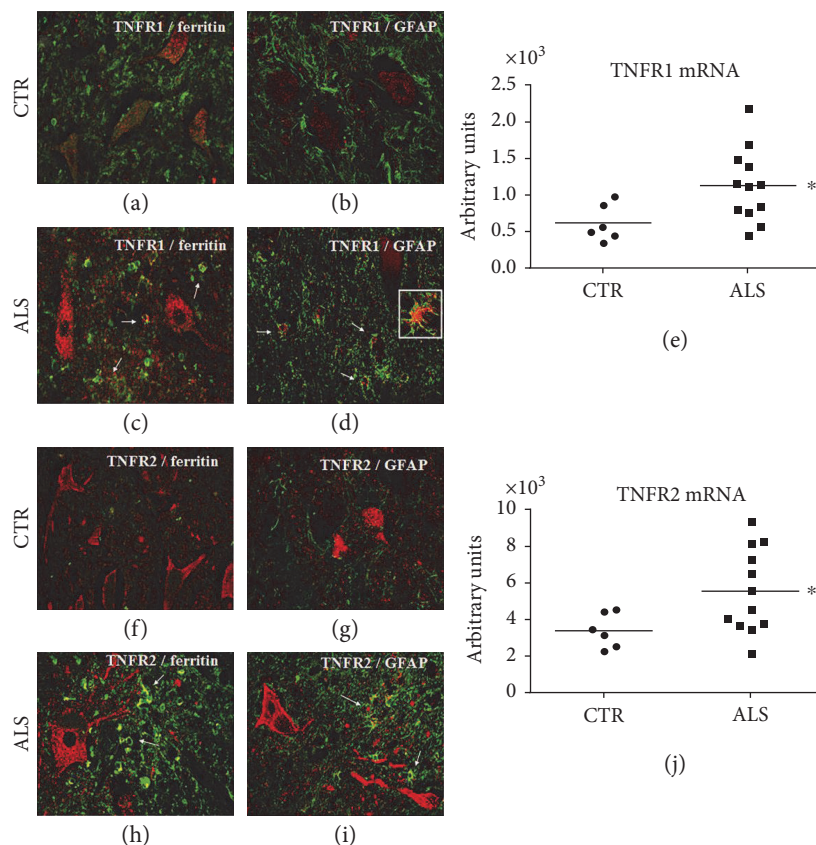 TNFR1 / ferritin
TNFR1 / GFAP
CTR
(a)
(b)
TNFR1 / ferritin
TNFR1 / GFAP
ALS
(c)
(d)
×10³
TNFR1 mRNA
Arbitrary units
2.5
2.0
1.5
1.0
0.5
0.0
*
CTR
ALS
(e)
TNFR2 / ferritin
TNFR2 / GFAP
CTR
(f)
(g)
TNFR2 / ferritin
TNFR2 / GFAP
ALS
(h)
(i)
×10³
TNFR2 mRNA
Arbitrary units
10
8
6
4
2
0
*
CTR
ALS
(j)